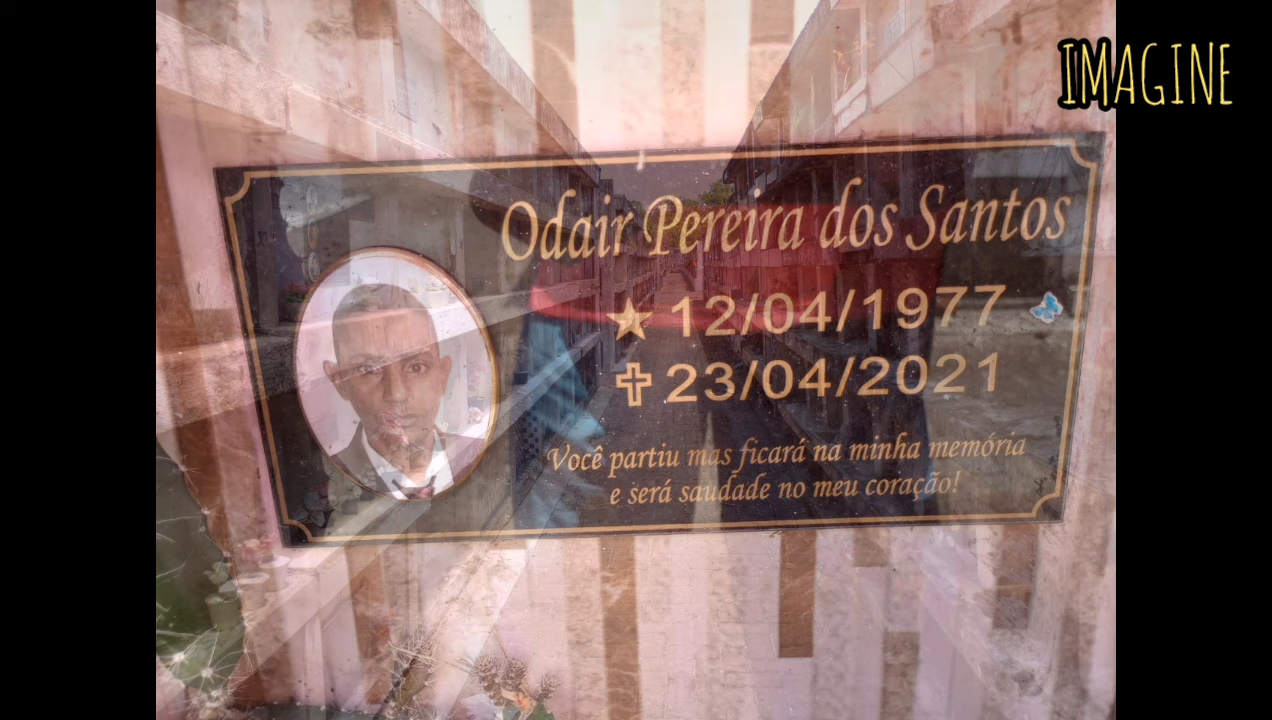 IMAGINE
Odair Pereira dos Santos
12/04/1977
23/04/2021
Você partiu mas ficará na minha memória
e será saudade no meu coração!